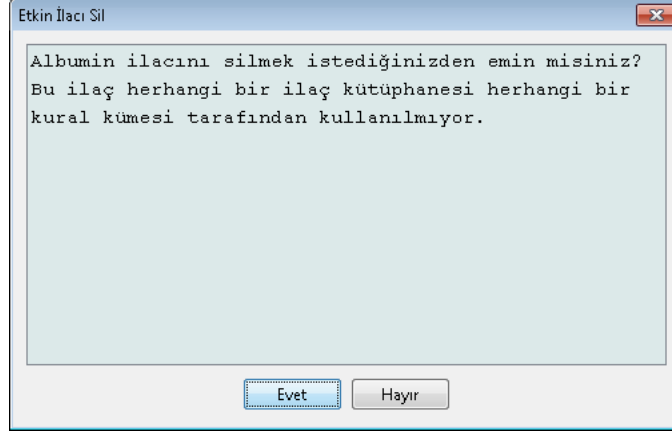 Etkin İlacı Sil
Albumin ilacını silmek istediğinizden emin misiniz?
Bu ilaç herhangi bir ilaç kütüphanesi herhangi bir
kural kümesi tarafından kullanılmıyor.
Evet Hayır